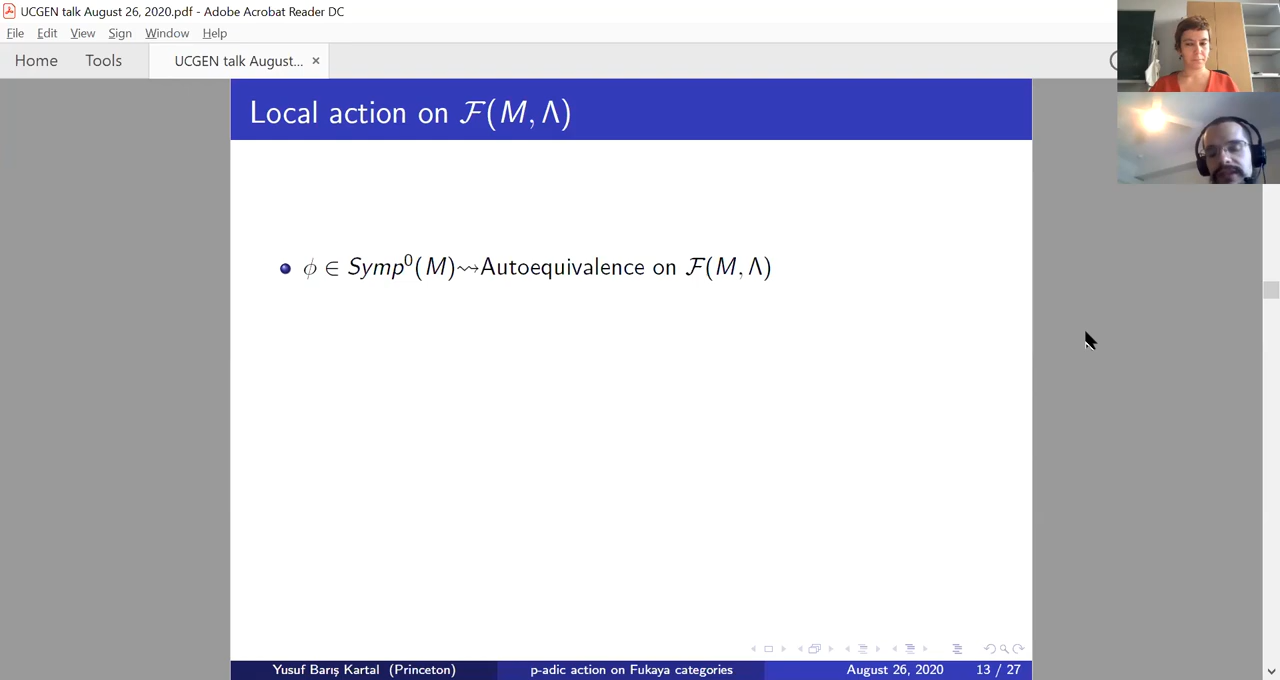 UCGEN talk August 26, 2020.pdf - Adobe Acrobat Reader DC
File Edit View Sign Window Help
Home Tools UCGEN talk August... ×
Local action on ℱ(M, Λ)
ϕ ∈ Symp⁰(M)⇝Autoequivalence on ℱ(M, Λ)
Yusuf Barış Kartal (Princeton) p-adic action on Fukaya categories August 26, 2020 13 / 27